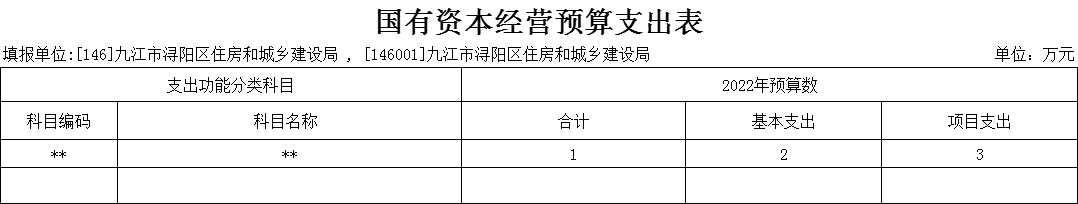 国有资本经营预算支出表
填报单位:[146]九江市浔阳区住房和城乡建设局 , [146001]九江市浔阳区住房和城乡建设局 单位：万元
支出功能分类科目 2022年预算数
科目编码 科目名称 合计 基本支出 项目支出
** ** 1 2 3